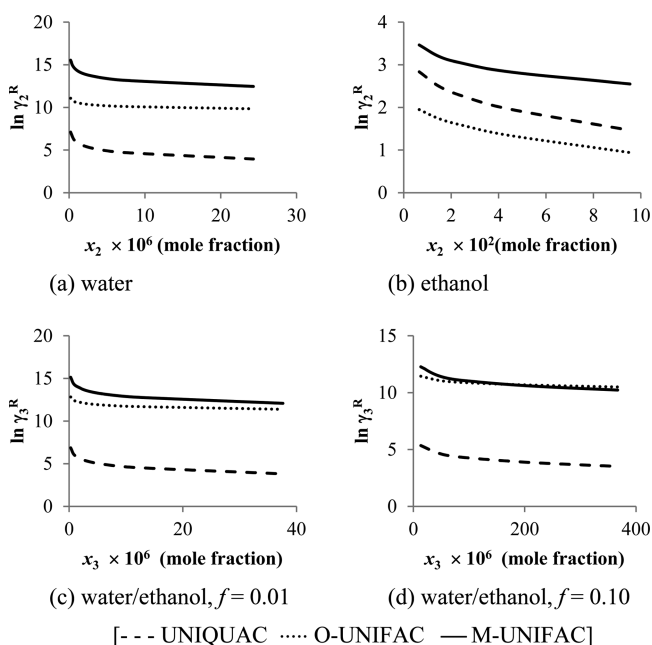 20
15
10
5
0
ln γ₂ᴿ
0 10 20 30
x₂ × 10⁶ (mole fraction)
(a) water
4
3
2
1
0
ln γ₂ᴿ
0 2 4 6 8 10
x₂ × 10²(mole fraction)
(b) ethanol
20
15
10
5
0
ln γ₃ᴿ
0 20 40
x₃ × 10⁶ (mole fraction)
(c) water/ethanol, f = 0.01
15
10
5
0
ln γ₃ᴿ
0 200 400
x₃ × 10⁶ (mole fraction)
(d) water/ethanol, f = 0.10
[- - - UNIQUAC ······ O-UNIFAC — M-UNIFAC]